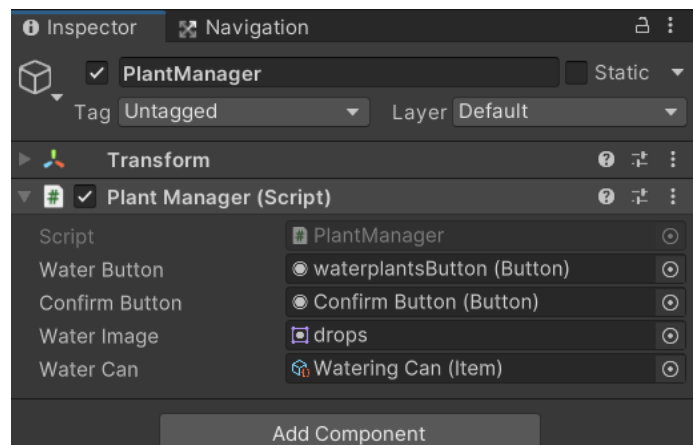 Inspector Navigation
PlantManager Static
Tag Untagged Layer Default
Transform
# Plant Manager (Script)
Script # PlantManager
Water Button waterplantsButton (Button)
Confirm Button Confirm Button (Button)
Water Image drops
Water Can Watering Can (Item)
Add Component